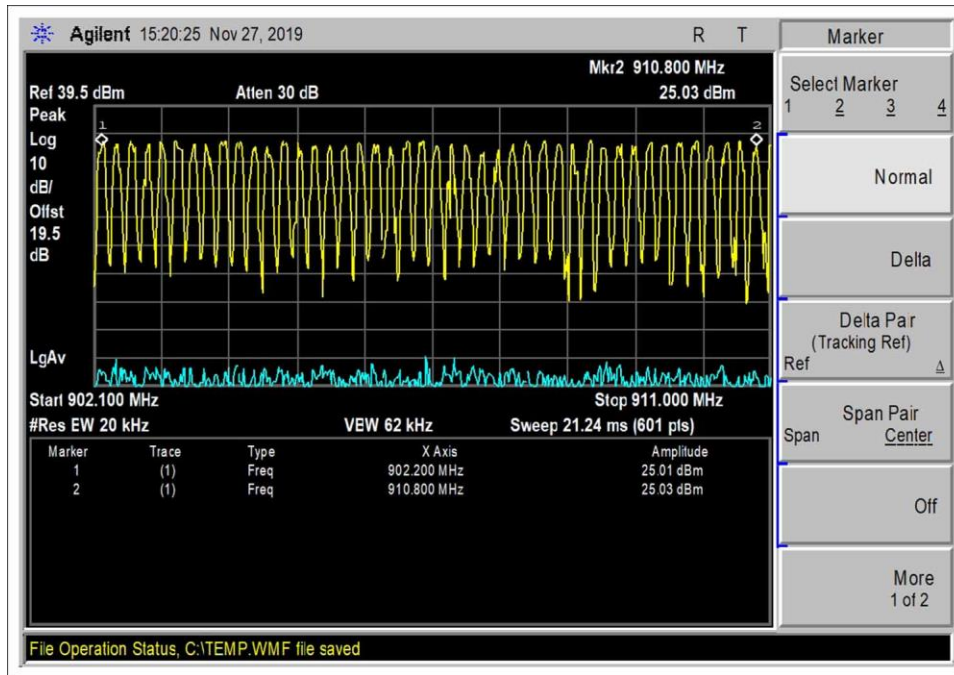 Agilent 15:20:25 Nov 27, 2019 R T
Mkr2 910.800 MHz
Ref 39.5 dBm Atten 30 dB 25.03 dBm
Peak
Log
10
dB/
Offst
19.5
dB
1 2
LgAv
Start 902.100 MHz Stop 911.000 MHz
#Res EW 20 kHz VEW 62 kHz Sweep 21.24 ms (601 pts)
Marker Trace Type X Axis Amplitude
1 (1) Freq 902.200 MHz 25.01 dBm
2 (1) Freq 910.800 MHz 25.03 dBm
File Operation Status, C:\TEMP.WMF file saved
Marker
Select Marker
1 2 3 4
Normal
Delta
Delta Pair
(Tracking Ref)
Ref Δ
Span Pair
Span Center
Off
More
1 of 2